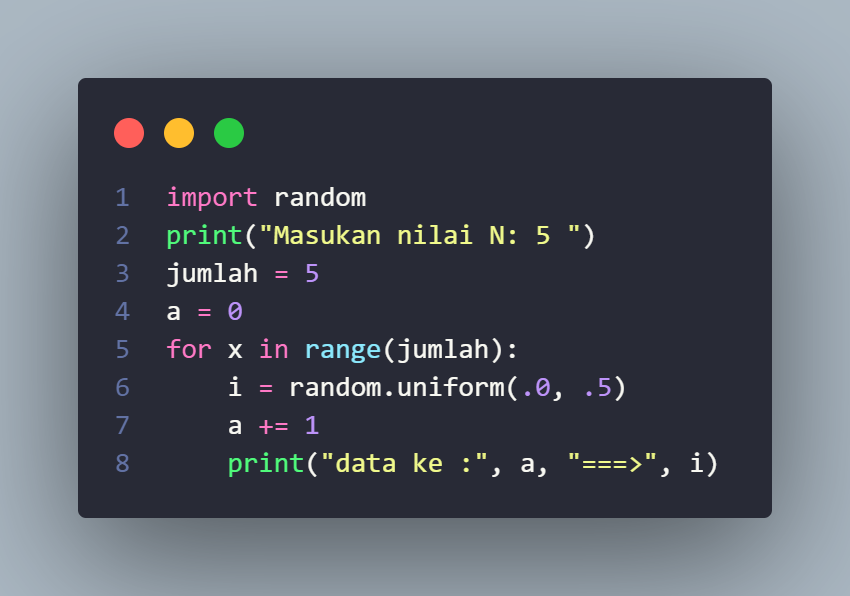 1 import random
2 print("Masukan nilai N: 5 ")
3 jumlah = 5
4 a = 0
5 for x in range(jumlah):
6     i = random.uniform(.0, .5)
7     a += 1
8     print("data ke :", a, "===>", i)